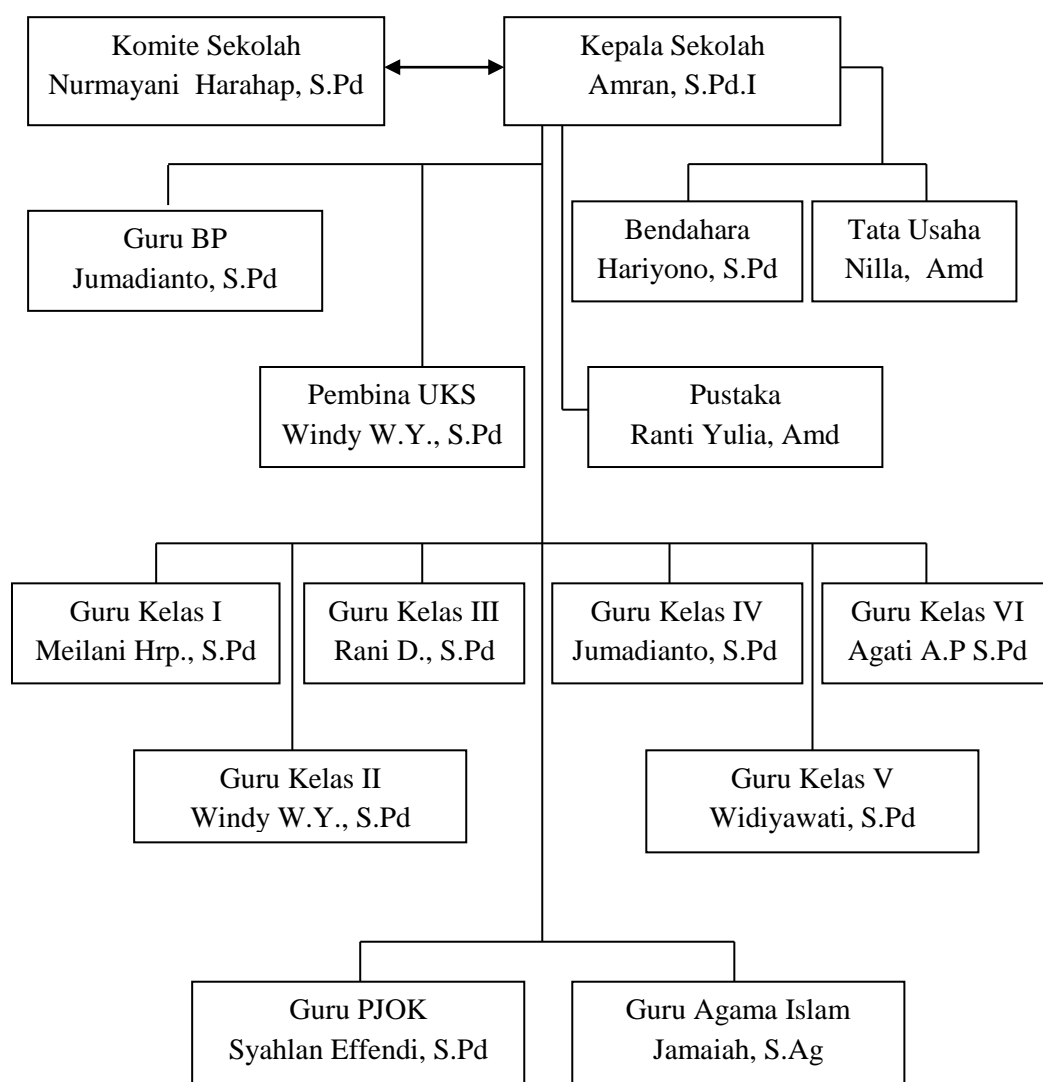 Komite Sekolah
Nurmayani  Harahap, S.Pd
Kepala Sekolah
Amran, S.Pd.I
Guru BP
Jumadianto, S.Pd
Bendahara
Hariyono, S.Pd
Tata Usaha
Nilla,  Amd
Pembina UKS
Windy W.Y., S.Pd
Pustaka
Ranti Yulia, Amd
Guru Kelas I
Meilani Hrp., S.Pd
Guru Kelas III
Rani D., S.Pd
Guru Kelas IV
Jumadianto, S.Pd
Guru Kelas VI
Agati A.P S.Pd
Guru Kelas II
Windy W.Y., S.Pd
Guru Kelas V
Widiyawati, S.Pd
Guru PJOK
Syahlan Effendi, S.Pd
Guru Agama Islam
Jamaiah, S.Ag